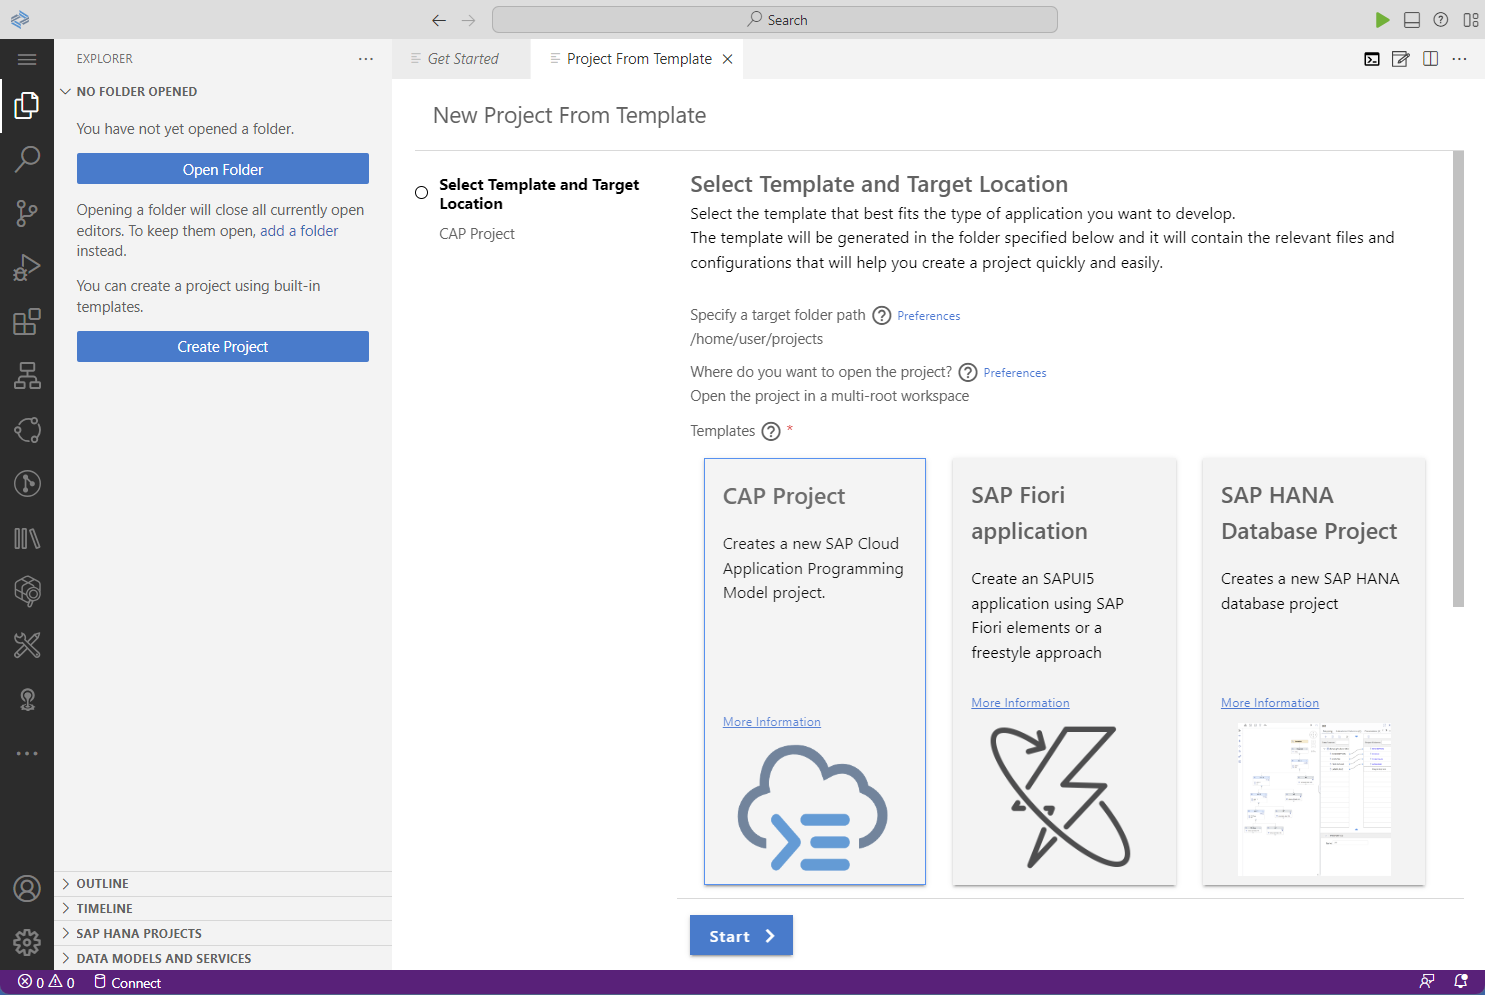 Search
EXPLORER
Get Started
Project From Template
NO FOLDER OPENED
You have not yet opened a folder.
Open Folder
Opening a folder will close all currently open
editors. To keep them open, add a folder
instead.
You can create a project using built-in
templates.
Create Project
OUTLINE
TIMELINE
SAP HANA PROJECTS
DATA MODELS AND SERVICES
New Project From Template
Select Template and Target
Location
CAP Project
Select Template and Target Location
Select the template that best fits the type of application you want to develop.
The template will be generated in the folder specified below and it will contain the relevant files and
configurations that will help you create a project quickly and easily.
Specify a target folder path ? Preferences
/home/user/projects
Where do you want to open the project? ? Preferences
Open the project in a multi-root workspace
Templates ? *
CAP Project
Creates a new SAP Cloud
Application Programming
Model project.
More Information
SAP Fiori
application
Create an SAPUI5
application using SAP
Fiori elements or a
freestyle approach
More Information
SAP HANA
Database Project
Creates a new SAP HANA
database project
More Information
Start
0 0 Connect